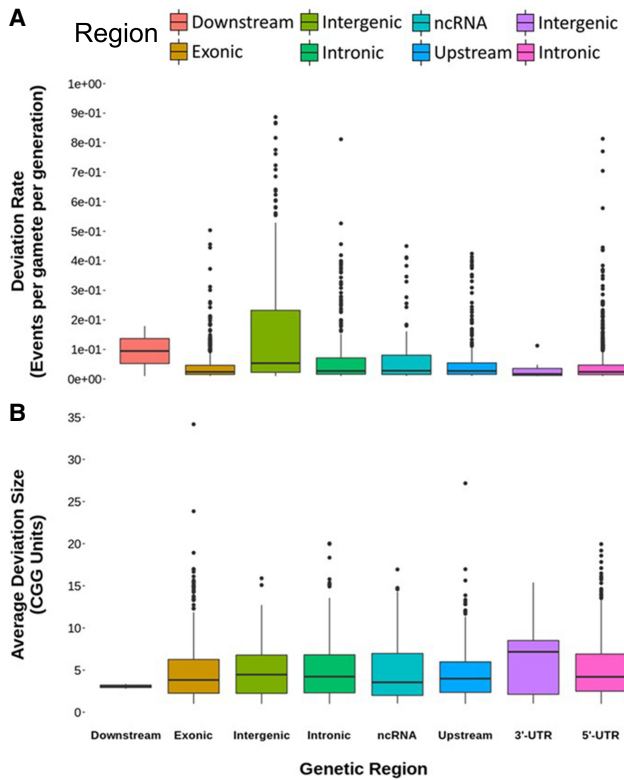 A
Region
Downstream Intergenic ncRNA Intergenic
Exonic Intronic Upstream Intronic
Deviation Rate
(Events per gamete per generation)
1e+00
9e-01
8e-01
7e-01
6e-01
5e-01
4e-01
3e-01
2e-01
1e-01
0e+00
B
Average Deviation Size
(CGG Units)
35
30
25
20
15
10
5
0
Downstream Exonic Intergenic Intronic ncRNA Upstream 3'-UTR 5'-UTR
Genetic Region